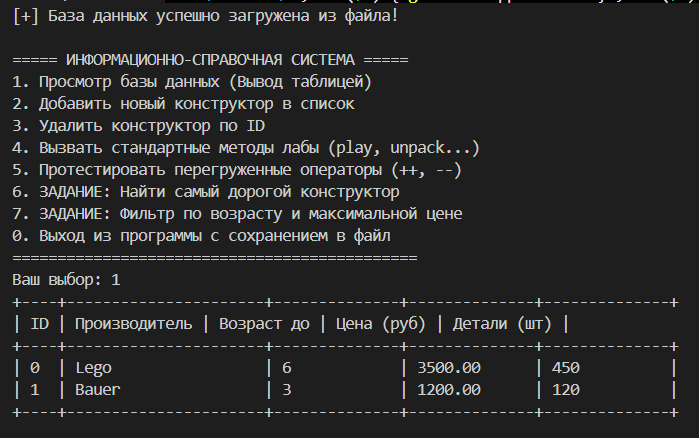 [+] База данных успешно загружена из файла!
===== ИНФОРМАЦИОННО-СПРАВОЧНАЯ СИСТЕМА =====
1. Просмотр базы данных (Вывод таблицей)
2. Добавить новый конструктор в список
3. Удалить конструктор по ID
4. Вызвать стандартные методы лабы (play, unpack...)
5. Протестировать перегруженные операторы (++, --)
6. ЗАДАНИЕ: Найти самый дорогой конструктор
7. ЗАДАНИЕ: Фильтр по возрасту и максимальной цене
0. Выход из программы с сохранением в файл
=============================================
Ваш выбор: 1
+----+----------------------+--------------+--------------+--------------+
| ID | Производитель | Возраст до | Цена (руб) | Детали (шт) |
+----+----------------------+--------------+--------------+--------------+
| 0  | Lego                 | 6            | 3500.00      | 450          |
| 1  | Bauer                | 3            | 1200.00      | 120          |
+----+----------------------+--------------+--------------+--------------+